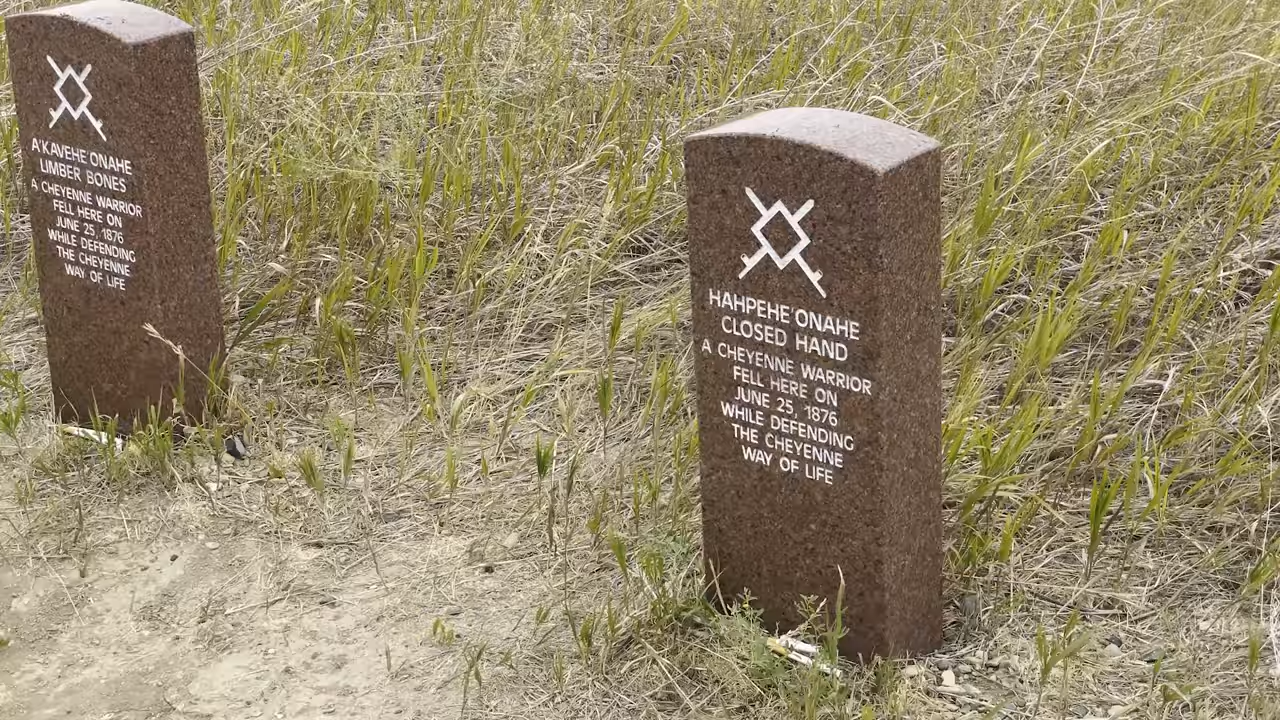 A'KAVEHE'ONAHE
LIMBER BONES
A CHEYENNE WARRIOR
FELL HERE ON
JUNE 25, 1876
WHILE DEFENDING
THE CHEYENNE
WAY OF LIFE
HAHPEHE'ONAHE
CLOSED HAND
A CHEYENNE WARRIOR
FELL HERE ON
JUNE 25, 1876
WHILE DEFENDING
THE CHEYENNE
WAY OF LIFE